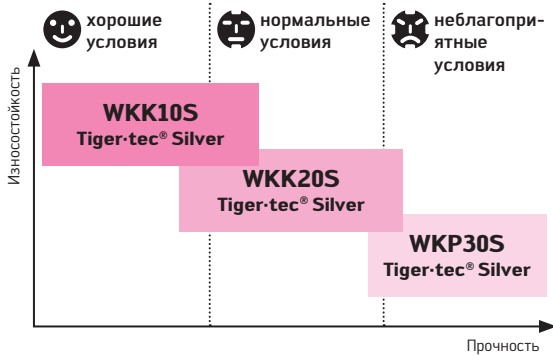 хорошие
условия
нормальные
условия
неблагопри-
ятные
условия
Износостойкость
WKK10S
Tiger·tec® Silver
WKK20S
Tiger·tec® Silver
WKP30S
Tiger·tec® Silver
Прочность